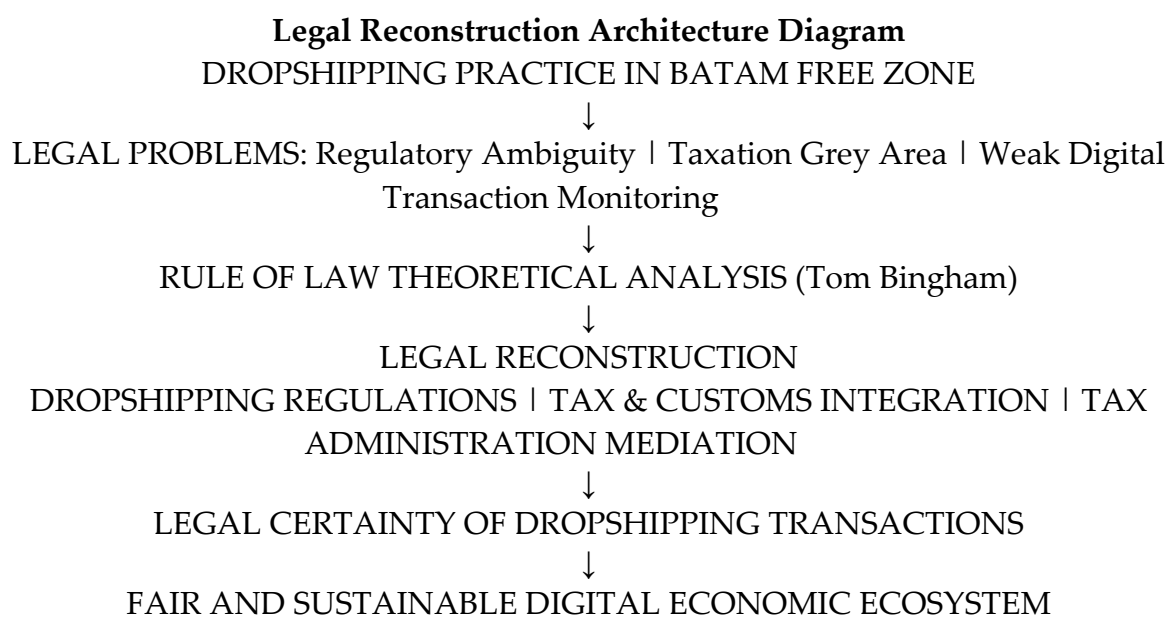 Legal Reconstruction Architecture Diagram
DROPSHIPPING PRACTICE IN BATAM FREE ZONE
↓
LEGAL PROBLEMS: Regulatory Ambiguity | Taxation Grey Area | Weak Digital
Transaction Monitoring
↓
RULE OF LAW THEORETICAL ANALYSIS (Tom Bingham)
↓
LEGAL RECONSTRUCTION
DROPSHIPPING REGULATIONS | TAX & CUSTOMS INTEGRATION | TAX
ADMINISTRATION MEDIATION
↓
LEGAL CERTAINTY OF DROPSHIPPING TRANSACTIONS
↓
FAIR AND SUSTAINABLE DIGITAL ECONOMIC ECOSYSTEM